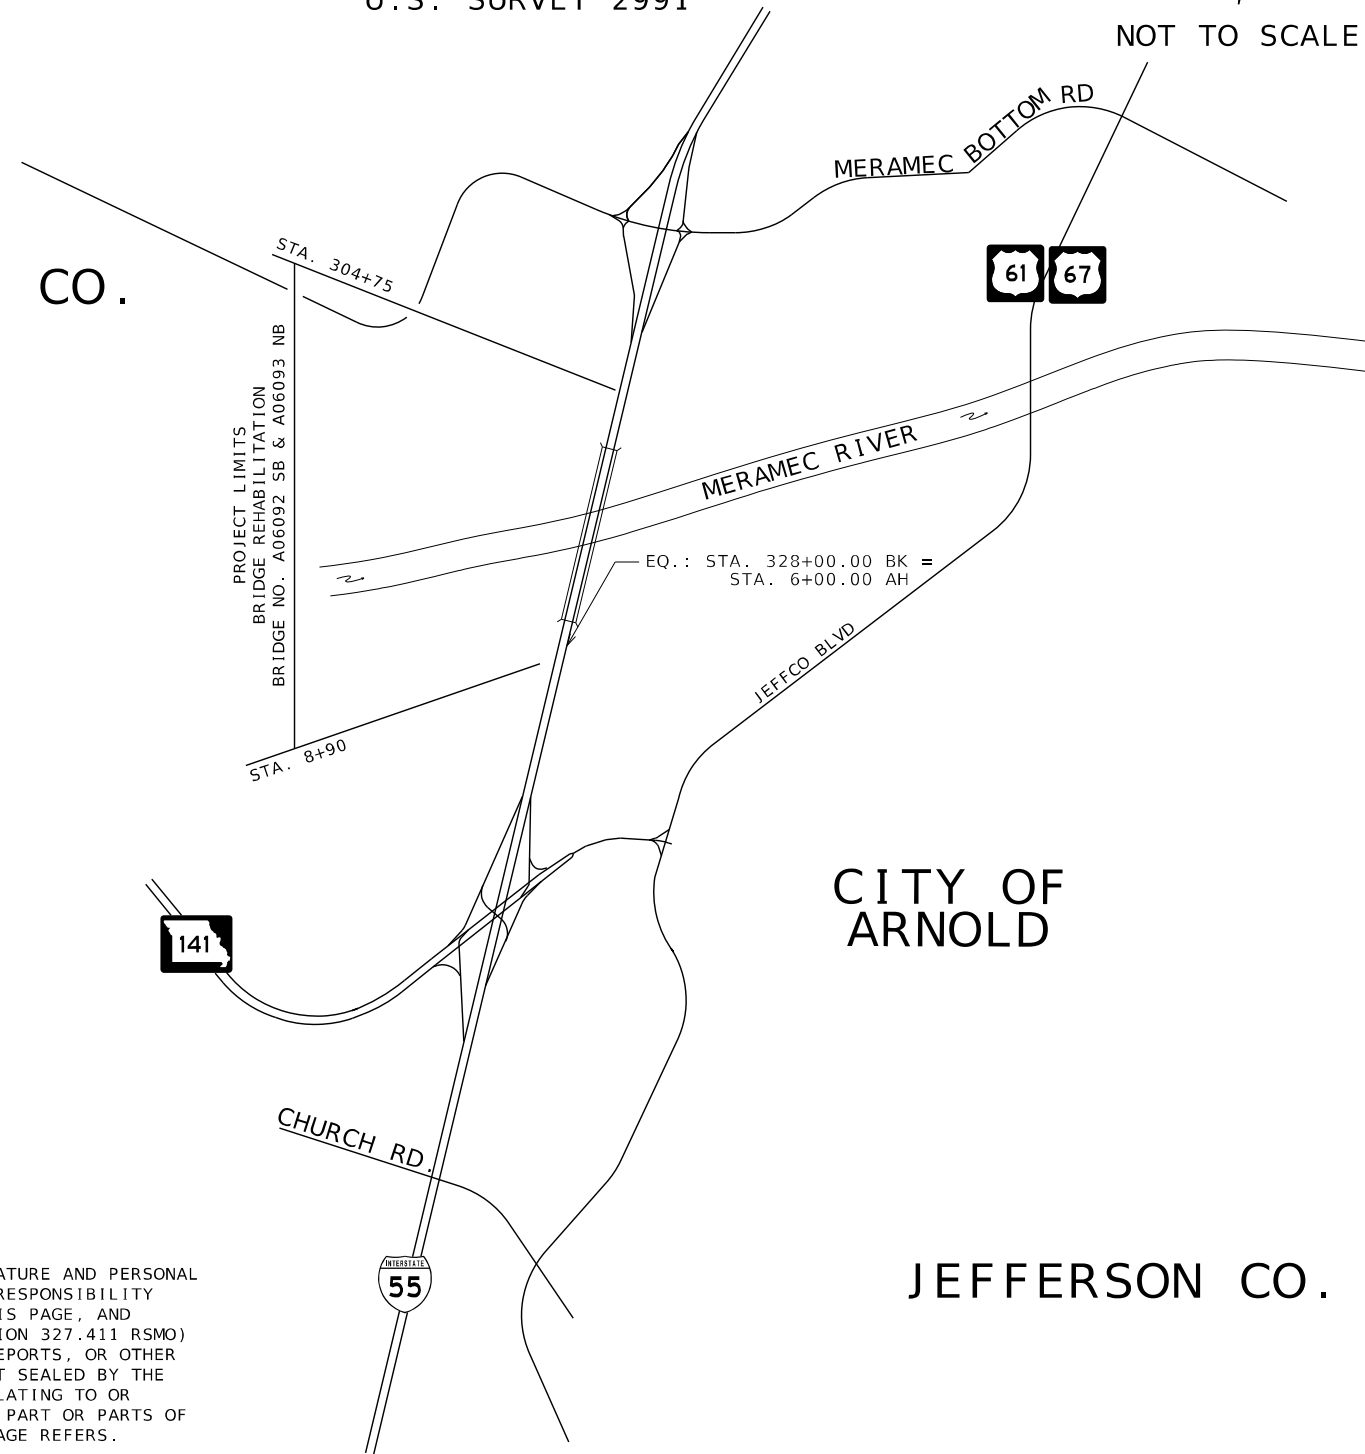 U.S. SURVEY 2991
NOT TO SCALE
MERAMEC BOTTOM RD
STA. 304+75
CO.
61
67
PROJECT LIMITS
BRIDGE REHABILITATION
BRIDGE NO. A06092 SB & A06093 NB
MERAMEC RIVER
EQ.: STA. 328+00.00 BK =
STA. 6+00.00 AH
JEFFCO BLVD
STA. 8+90
CITY OF
ARNOLD
141
CHURCH RD.
INTERSTATE
55
JEFFERSON CO.
ATURE AND PERSONAL
RESPONSIBILITY
IS PAGE, AND
ION 327.411 RSMO)
EPORTS, OR OTHER
T SEALED BY THE
LATING TO OR
PART OR PARTS OF
AGE REFERS.